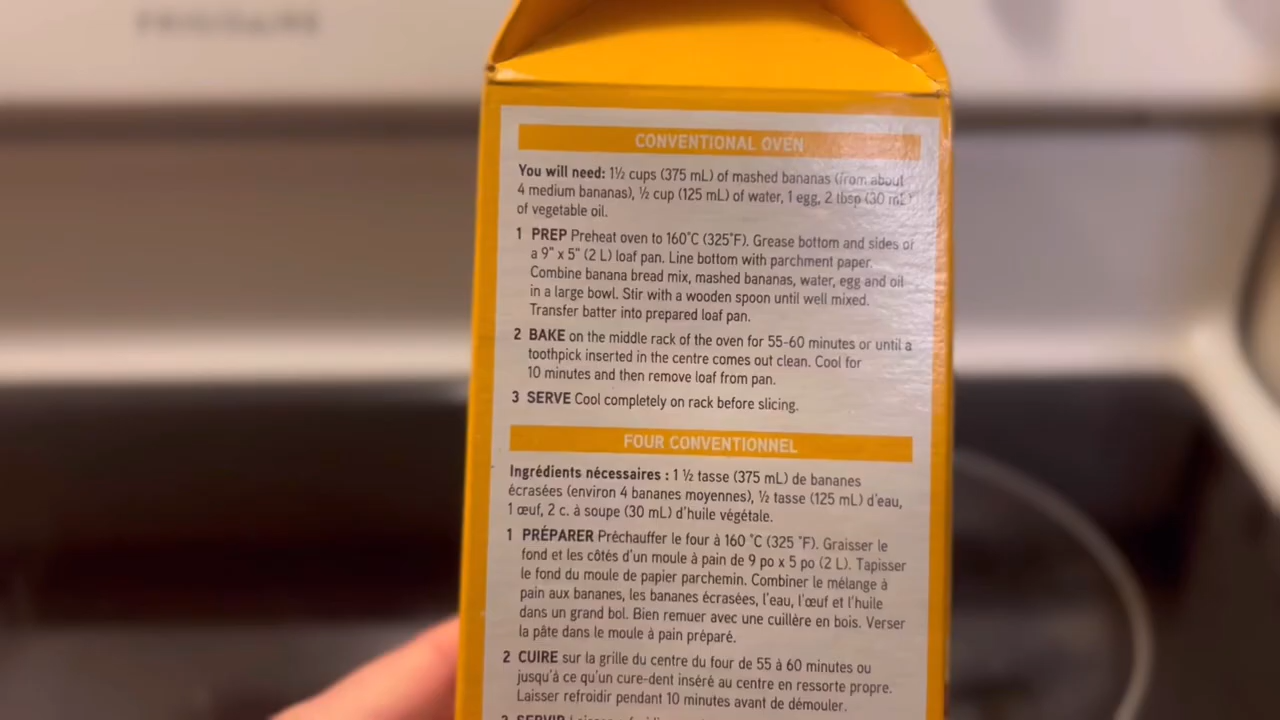 FRIGIDAIRE
CONVENTIONAL OVEN
You will need: 1½ cups (375 mL) of mashed bananas (from about
4 medium bananas), ½ cup (125 mL) of water, 1 egg, 2 tbsp (30 mL)
of vegetable oil.
1 PREP Preheat oven to 160°C (325°F). Grease bottom and sides of
a 9" x 5" (2 L) loaf pan. Line bottom with parchment paper.
Combine banana bread mix, mashed bananas, water, egg and oil
in a large bowl. Stir with a wooden spoon until well mixed.
Transfer batter into prepared loaf pan.
2 BAKE on the middle rack of the oven for 55-60 minutes or until a
toothpick inserted in the centre comes out clean. Cool for
10 minutes and then remove loaf from pan.
3 SERVE Cool completely on rack before slicing.
FOUR CONVENTIONNEL
Ingrédients nécessaires : 1 ½ tasse (375 mL) de bananes
écrasées (environ 4 bananes moyennes), ½ tasse (125 mL) d'eau,
1 œuf, 2 c. à soupe (30 mL) d'huile végétale.
1 PRÉPARER Préchauffer le four à 160 °C (325 °F). Graisser le
fond et les côtés d'un moule à pain de 9 po x 5 po (2 L). Tapisser
le fond du moule de papier parchemin. Combiner le mélange à
pain aux bananes, les bananes écrasées, l'eau, l'œuf et l'huile
dans un grand bol. Bien remuer avec une cuillère en bois. Verser
la pâte dans le moule à pain préparé.
2 CUIRE sur la grille du centre du four de 55 à 60 minutes ou
jusqu'à ce qu'un cure-dent inséré au centre en ressorte propre.
Laisser refroidir pendant 10 minutes avant de démouler.
3 SERVIR